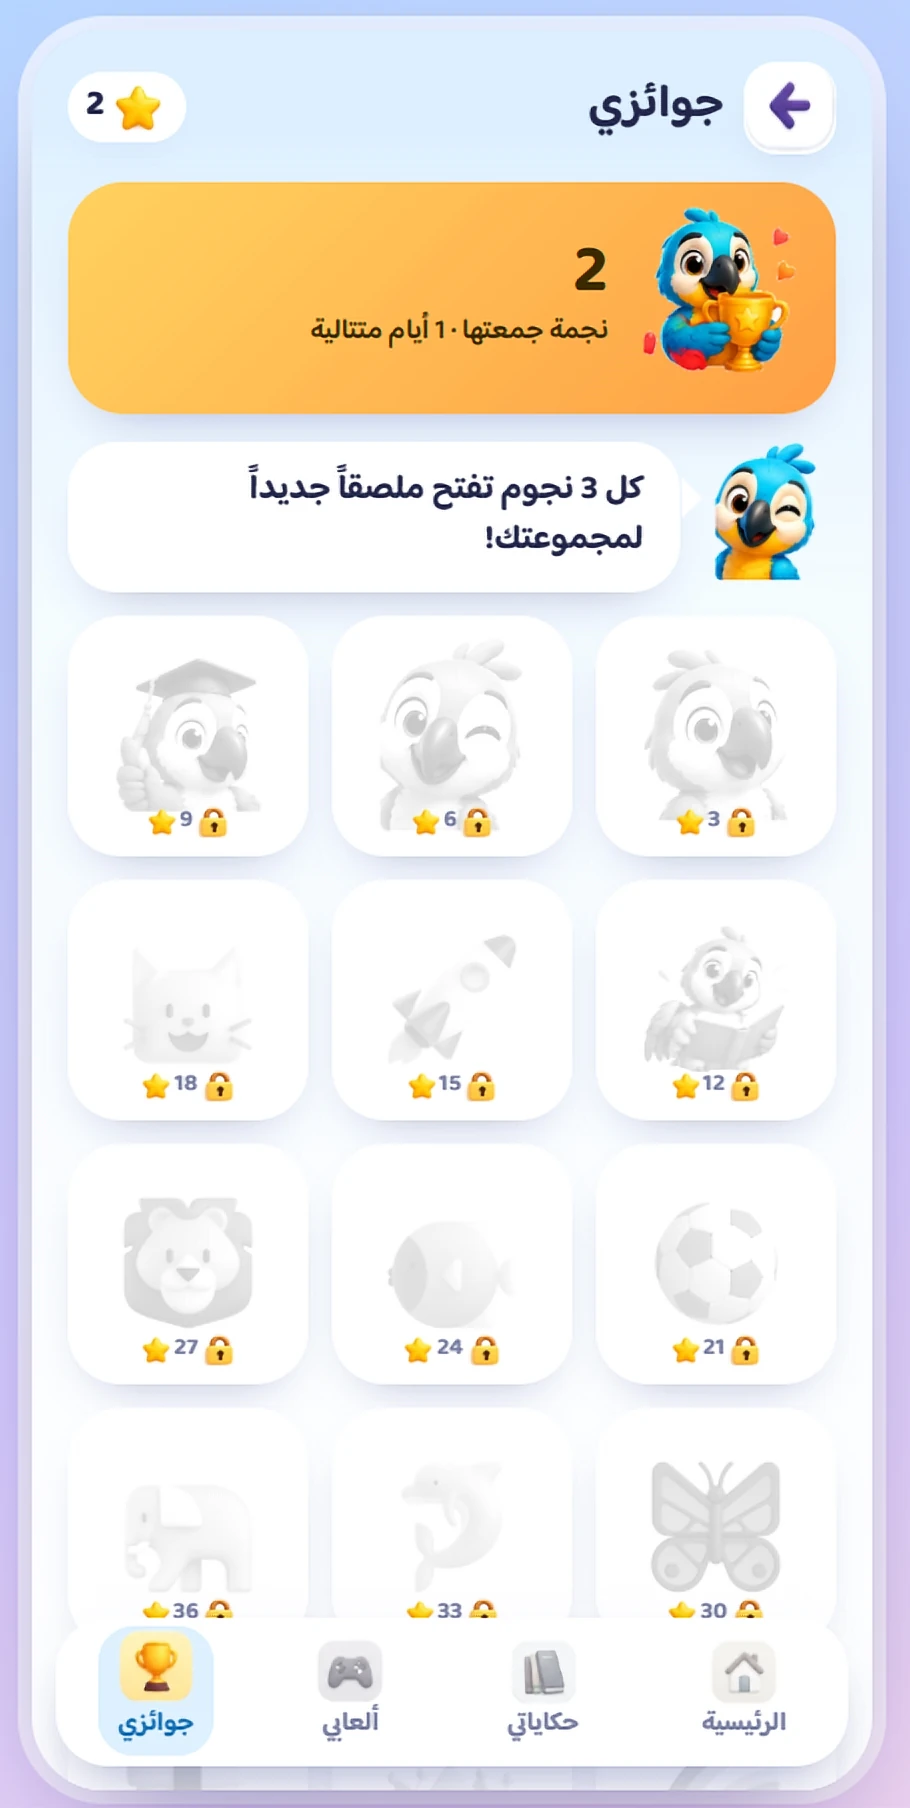 جوائزي
2
2
نجمة جمعتها · 1 أيام متتالية
كل 3 نجوم تفتح ملصقاً جديداً
لمجموعتك!
3
6
9
12
15
18
21
24
27
30
33
36
الرئيسية
حكاياتي
ألعابي
جوائزي